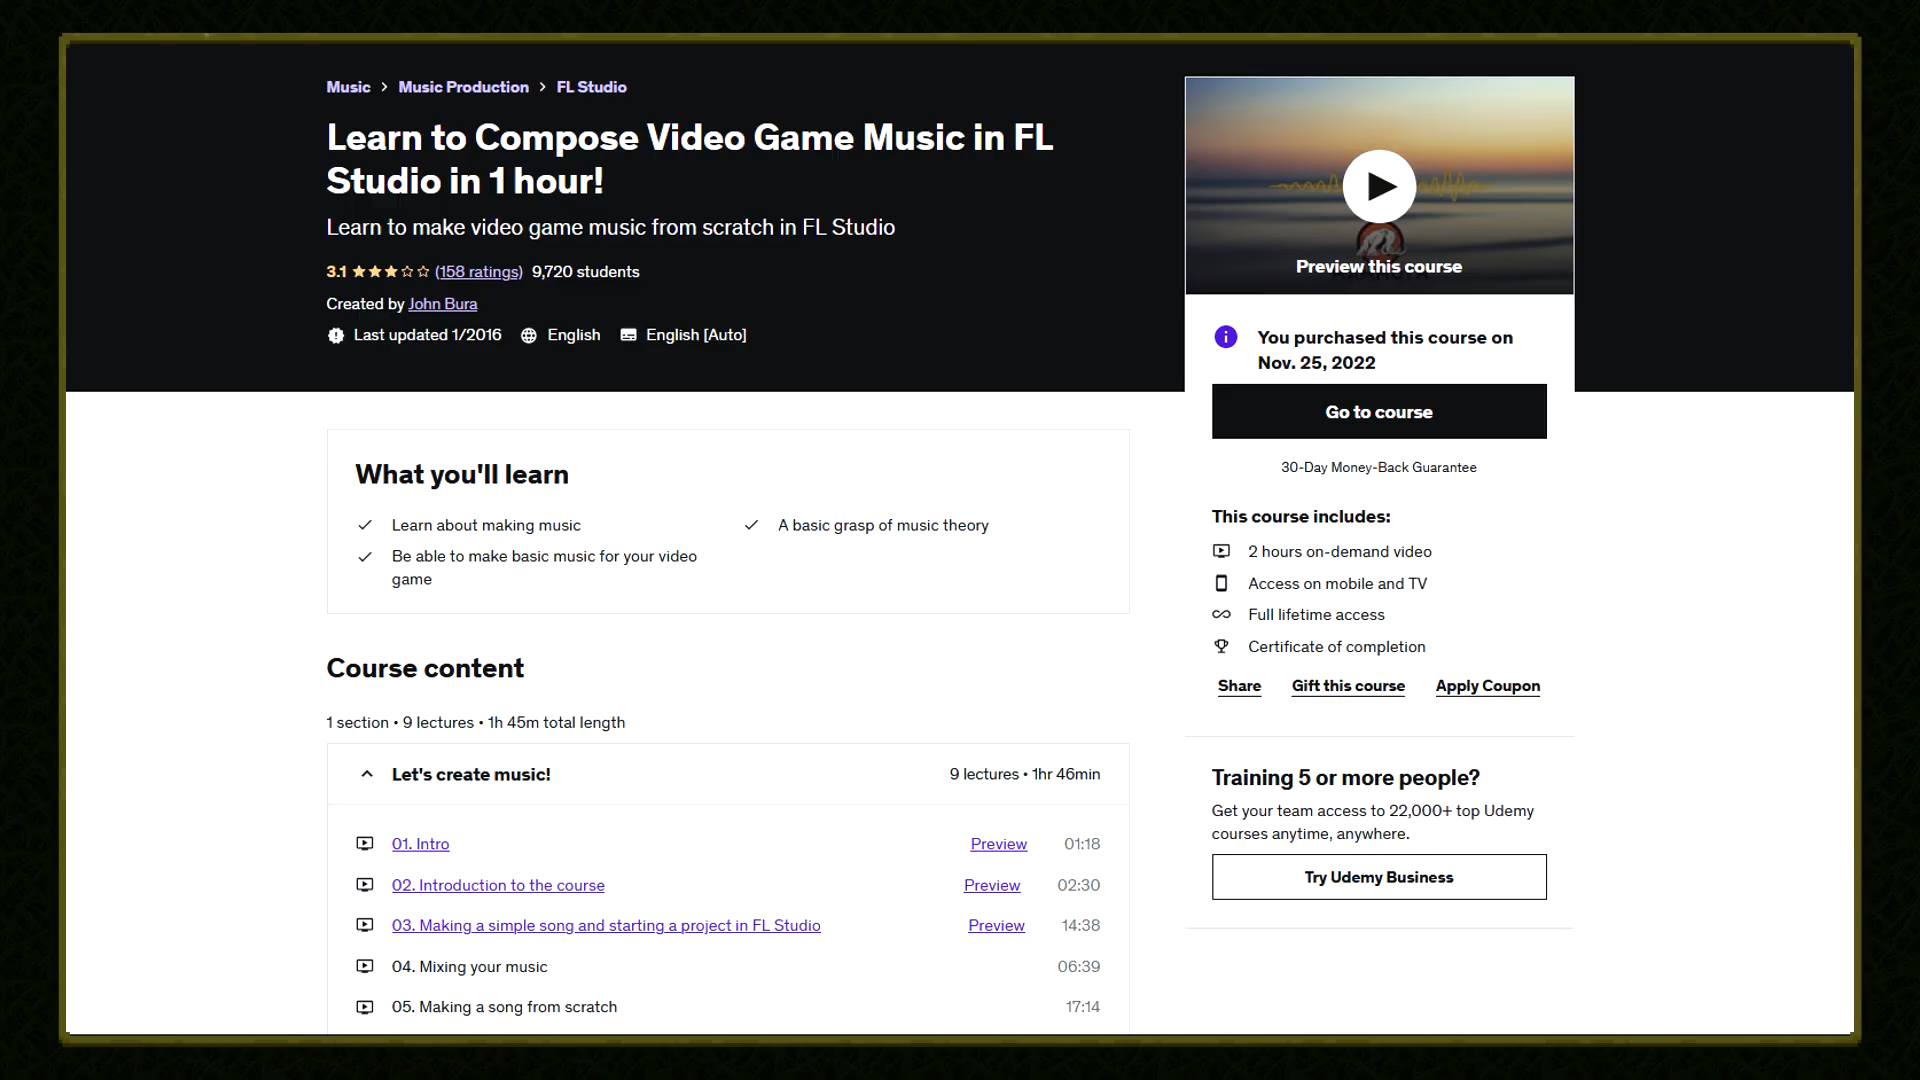 Music > Music Production > FL Studio
Learn to Compose Video Game Music in FL
Studio in 1 hour!
Learn to make video game music from scratch in FL Studio
3.1 (158 ratings) 9,720 students
Created by John Bura
Last updated 1/2016 English English [Auto]
Preview this course
You purchased this course on
Nov. 25, 2022
Go to course
30-Day Money-Back Guarantee
This course includes:
2 hours on-demand video
Access on mobile and TV
Full lifetime access
Certificate of completion
Share Gift this course Apply Coupon
Training 5 or more people?
Get your team access to 22,000+ top Udemy
courses anytime, anywhere.
Try Udemy Business
What you'll learn
Learn about making music
Be able to make basic music for your video
game
A basic grasp of music theory
Course content
1 section • 9 lectures • 1h 45m total length
Let's create music! 9 lectures • 1hr 46min
01. Intro Preview 01:18
02. Introduction to the course Preview 02:30
03. Making a simple song and starting a project in FL Studio Preview 14:38
04. Mixing your music 06:39
05. Making a song from scratch 17:14